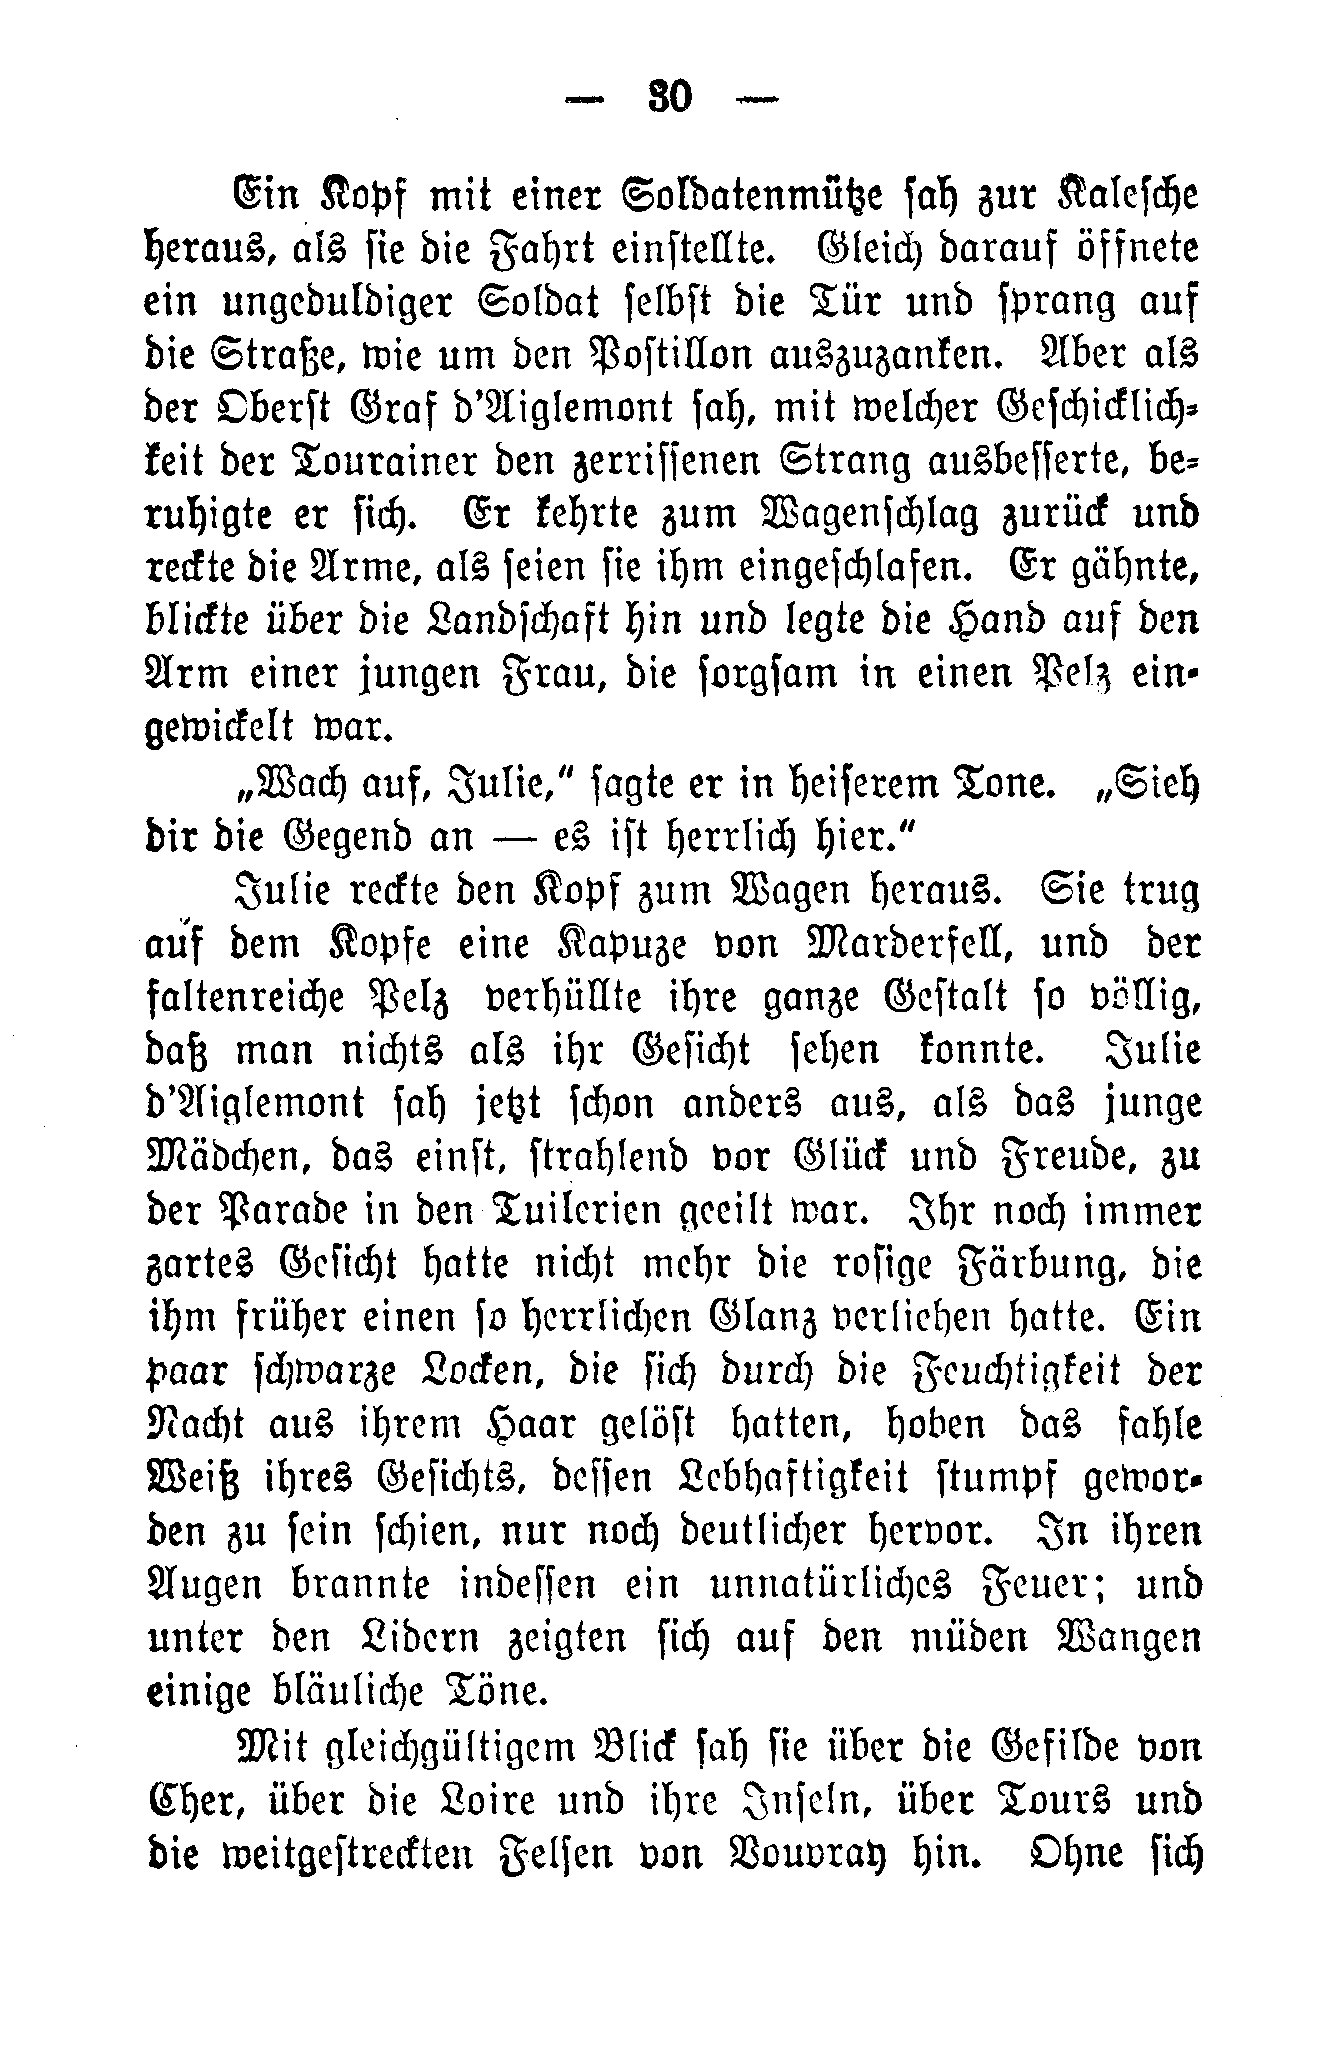 — 30 —
Ein Kopf mit einer Soldatenmütze sah zur Kalesche
heraus, als sie die Fahrt einstellte. Gleich darauf öffnete
ein ungeduldiger Soldat selbst die Tür und sprang auf
die Straße, wie um den Postillon auszuzanken. Aber als
der Oberst Graf d'Aiglemont sah, mit welcher Geschicklich-
keit der Tourainer den zerrissenen Strang ausbesserte, be-
ruhigte er sich. Er kehrte zum Wagenschlag zurück und
reckte die Arme, als seien sie ihm eingeschlafen. Er gähnte,
blickte über die Landschaft hin und legte die Hand auf den
Arm einer jungen Frau, die sorgsam in einen Pelz ein-
gewickelt war.
„Wach auf, Julie,“ sagte er in heiserem Tone. „Sieh
dir die Gegend an — es ist herrlich hier.“
Julie reckte den Kopf zum Wagen heraus. Sie trug
auf dem Kopfe eine Kapuze von Marderfell, und der
faltenreiche Pelz verhüllte ihre ganze Gestalt so völlig,
daß man nichts als ihr Gesicht sehen konnte. Julie
d'Aiglemont sah jetzt schon anders aus, als das junge
Mädchen, das einst, strahlend vor Glück und Freude, zu
der Parade in den Tuilerien geeilt war. Ihr noch immer
zartes Gesicht hatte nicht mehr die rosige Färbung, die
ihm früher einen so herrlichen Glanz verliehen hatte. Ein
paar schwarze Locken, die sich durch die Feuchtigkeit der
Nacht aus ihrem Haar gelöst hatten, hoben das fahle
Weiß ihres Gesichts, dessen Lebhaftigkeit stumpf gewor-
den zu sein schien, nur noch deutlicher hervor. In ihren
Augen brannte indessen ein unnatürliches Feuer; und
unter den Lidern zeigten sich auf den müden Wangen
einige bläuliche Töne.
Mit gleichgültigem Blick sah sie über die Gefilde von
Cher, über die Loire und ihre Inseln, über Tours und
die weitgestreckten Felsen von Vouvray hin. Ohne sich